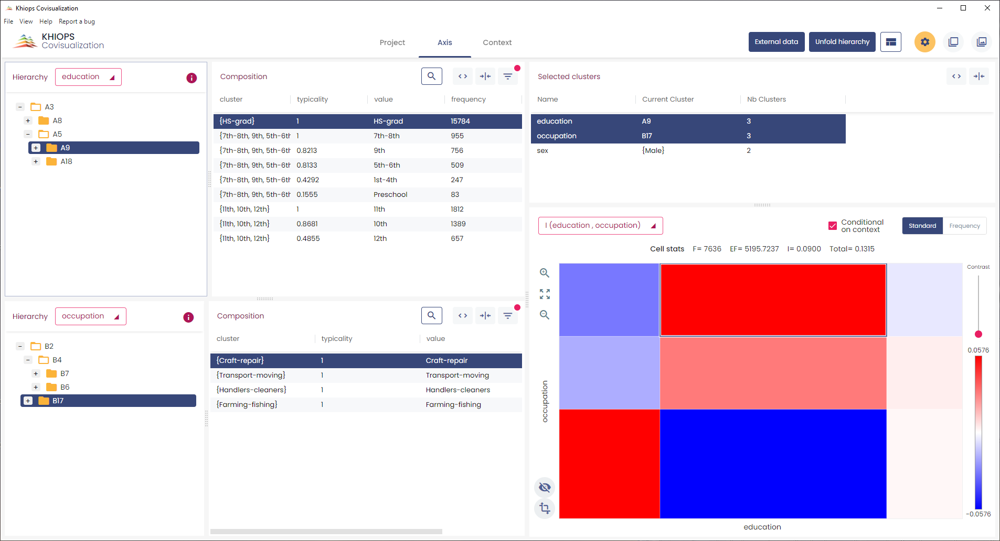 Khiops Covisualization
File View Help Report a bug
KHIOPS
Covisualization
Project Axis Context
External data Unfold hierarchy
Hierarchy education
A3
A8
A5
A9
A18
Composition
cluster typicality value frequency
{HS-grad} 1 HS-grad 15784
{7th-8th, 9th, 5th-6th 1 7th-8th 955
{7th-8th, 9th, 5th-6th 0.8213 9th 756
{7th-8th, 9th, 5th-6th 0.8133 5th-6th 509
{7th-8th, 9th, 5th-6th 0.4292 1st-4th 247
{7th-8th, 9th, 5th-6th 0.1555 Preschool 83
{11th, 10th, 12th} 1 11th 1812
{11th, 10th, 12th} 0.8681 10th 1389
{11th, 10th, 12th} 0.4855 12th 657
Selected clusters
Name Current Cluster Nb Clusters
education A9 3
occupation B17 3
sex {Male} 2
Hierarchy occupation
B2
B4
B7
B6
B17
Composition
cluster typicality value
{Craft-repair} 1 Craft-repair
{Transport-moving} 1 Transport-moving
{Handlers-cleaners} 1 Handlers-cleaners
{Farming-fishing} 1 Farming-fishing
I (education , occupation)
Conditional
on context
Standard Frequency
Cell stats F= 7636 EF= 5195.7237 I= 0.0900 Total= 0.1315
Contrast
0.0576
-0.0576
occupation
education